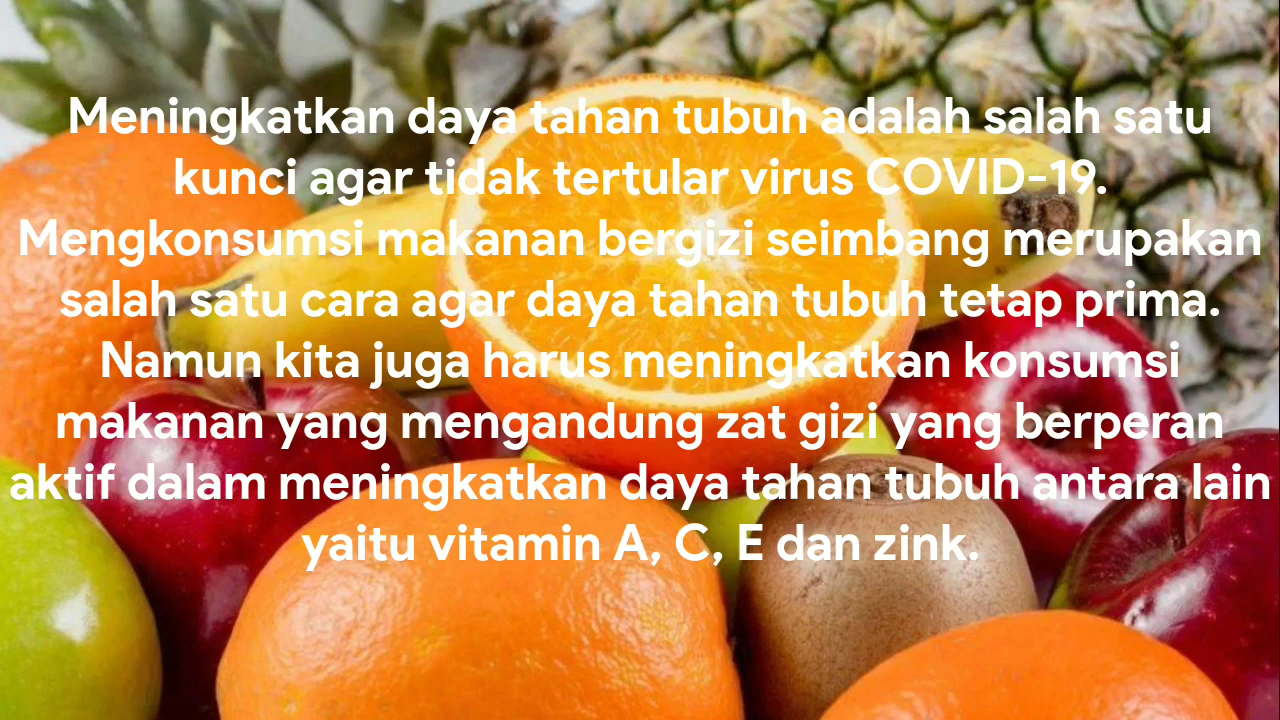 Meningkatkan daya tahan tubuh adalah salah satu
kunci agar tidak tertular virus COVID-19.
Mengkonsumsi makanan bergizi seimbang merupakan
salah satu cara agar daya tahan tubuh tetap prima.
Namun kita juga harus meningkatkan konsumsi
makanan yang mengandung zat gizi yang berperan
aktif dalam meningkatkan daya tahan tubuh antara lain
yaitu vitamin A, C, E dan zink.